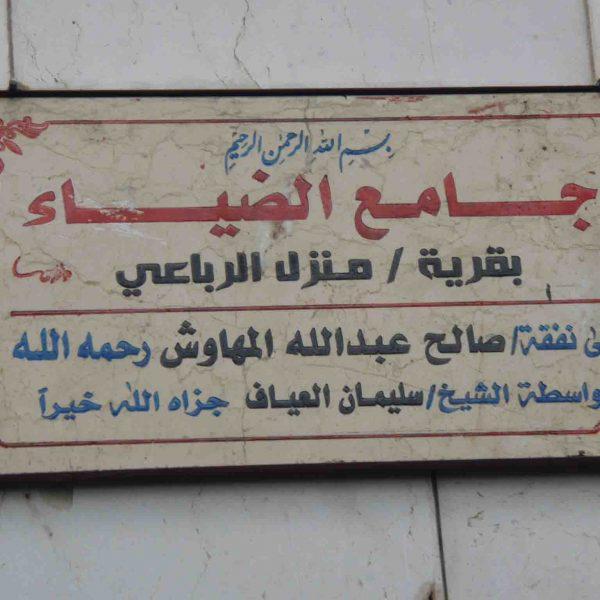 بسم الله الرحمن الرحيم
جامع الضياء
بقرية / منزل الرباعي
نفقة/ صالح عبدالله المهاوش رحمه الله
واسطة الشيخ/ سليمان العياف جزاه الله خيراً